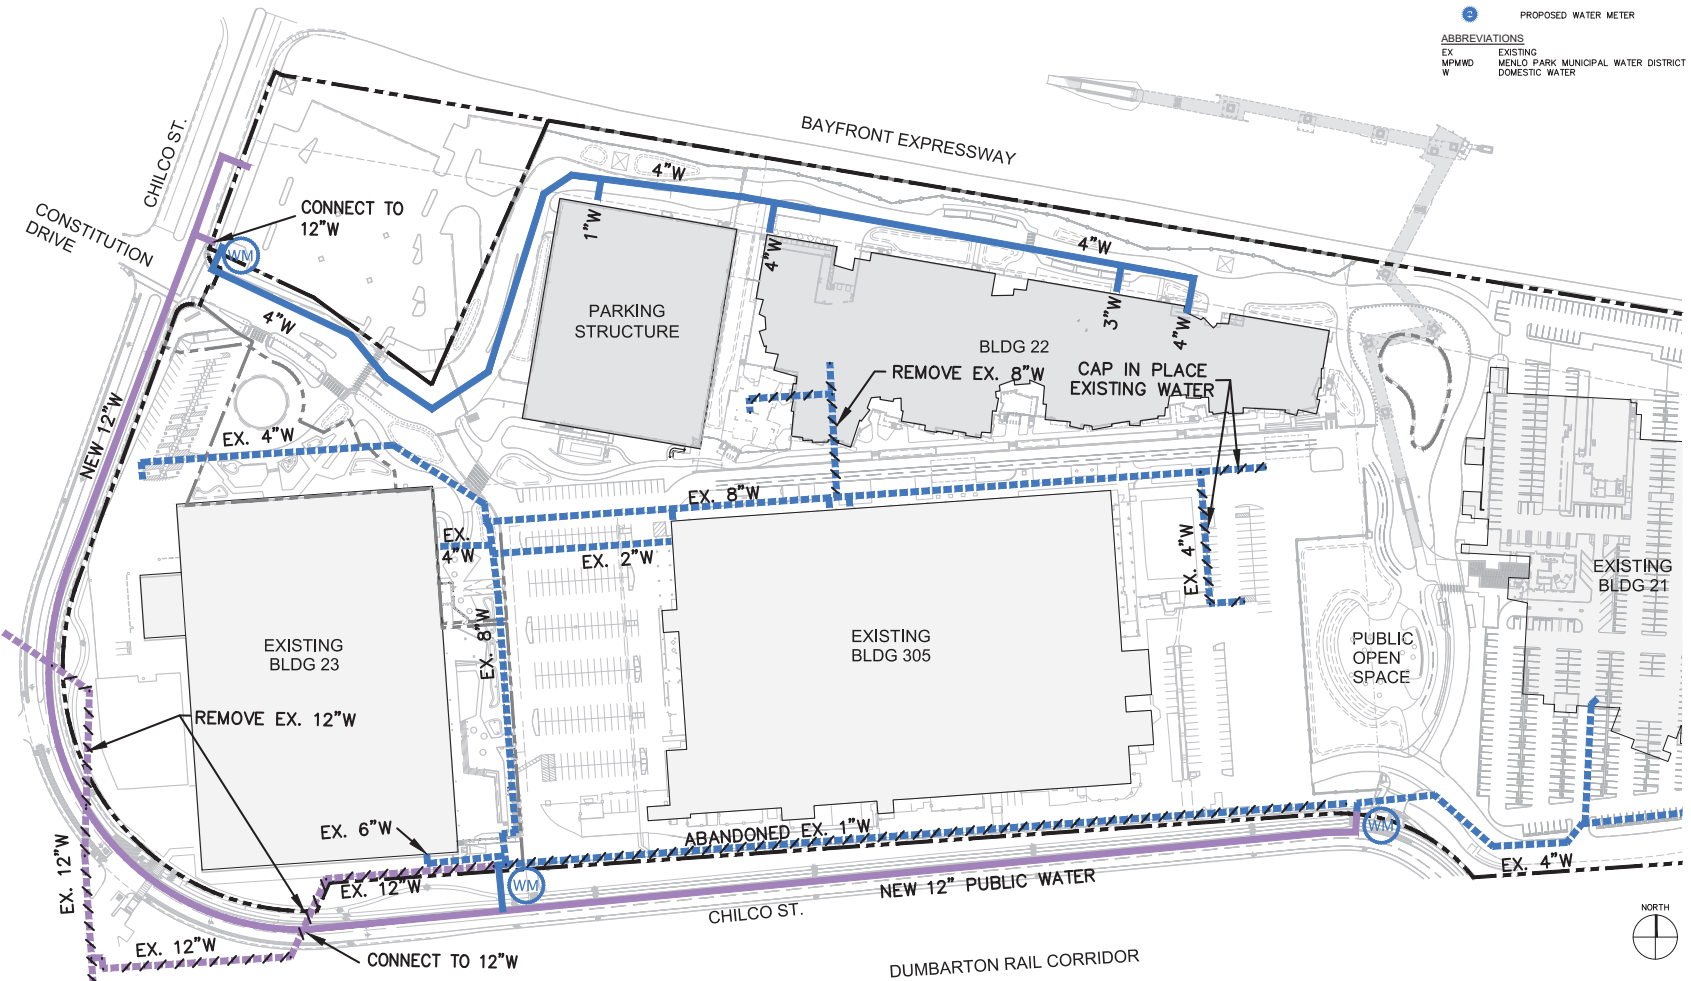 PROPOSED WATER METER
ABBREVIATIONS
EX EXISTING
MPMWD MENLO PARK MUNICIPAL WATER DISTRICT
W DOMESTIC WATER
BAYFRONT EXPRESSWAY
CHILCO ST.
CONSTITUTION
DRIVE
CONNECT TO
12"W
WM
4"W
4"W
1"W
4"W
4"W
3"W
4"W
PARKING
STRUCTURE
BLDG 22
REMOVE EX. 8"W
CAP IN PLACE
EXISTING WATER
NEW 12"W
EX. 4"W
EX. 8"W
EX.
4"W
EX. 2"W
EX. 4"W
EX. 8"W
EXISTING
BLDG 21
EXISTING
BLDG 23
EXISTING
BLDG 305
PUBLIC
OPEN
SPACE
REMOVE EX. 12"W
EX. 6"W
ABANDONED EX. 1"W
WM
EX. 12"W
EX. 12"W
WM
NEW 12" PUBLIC WATER
EX. 4"W
CHILCO ST.
EX. 12"W
CONNECT TO 12"W
DUMBARTON RAIL CORRIDOR
NORTH